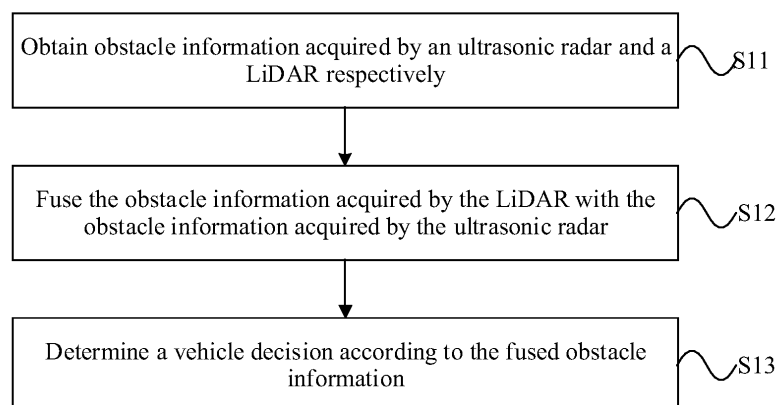 Obtain obstacle information acquired by an ultrasonic radar and a
LiDAR respectively
S11
Fuse the obstacle information acquired by the LiDAR with the
obstacle information acquired by the ultrasonic radar
S12
Determine a vehicle decision according to the fused obstacle
information
S13